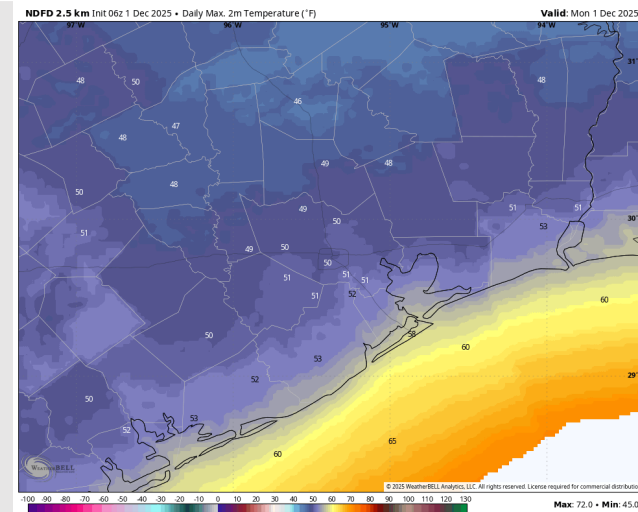 NDFD 2.5 km Init 06z 1 Dec 2025 • Daily Max. 2m Temperature (°F)
Valid: Mon 1 Dec 2025
97°W 96°W 95°W 94°W
31°
48 50 48
46
48 47
49 48
48
50
49 51 51
30°
51 50 53
49 50
50
51 51 51
51 52
60
50 58
60
53
29°
52
50
53
52
65
60
WeatherBELL
© 2025 WeatherBELL Analytics, LLC. All rights reserved. License required for commercial distributio
-100 -90 -80 -70 -60 -50 -40 -30 -20 -10 0 10 20 30 40 50 60 70 80 90 100 110 120 130
Max: 72.0 • Min: 45.0